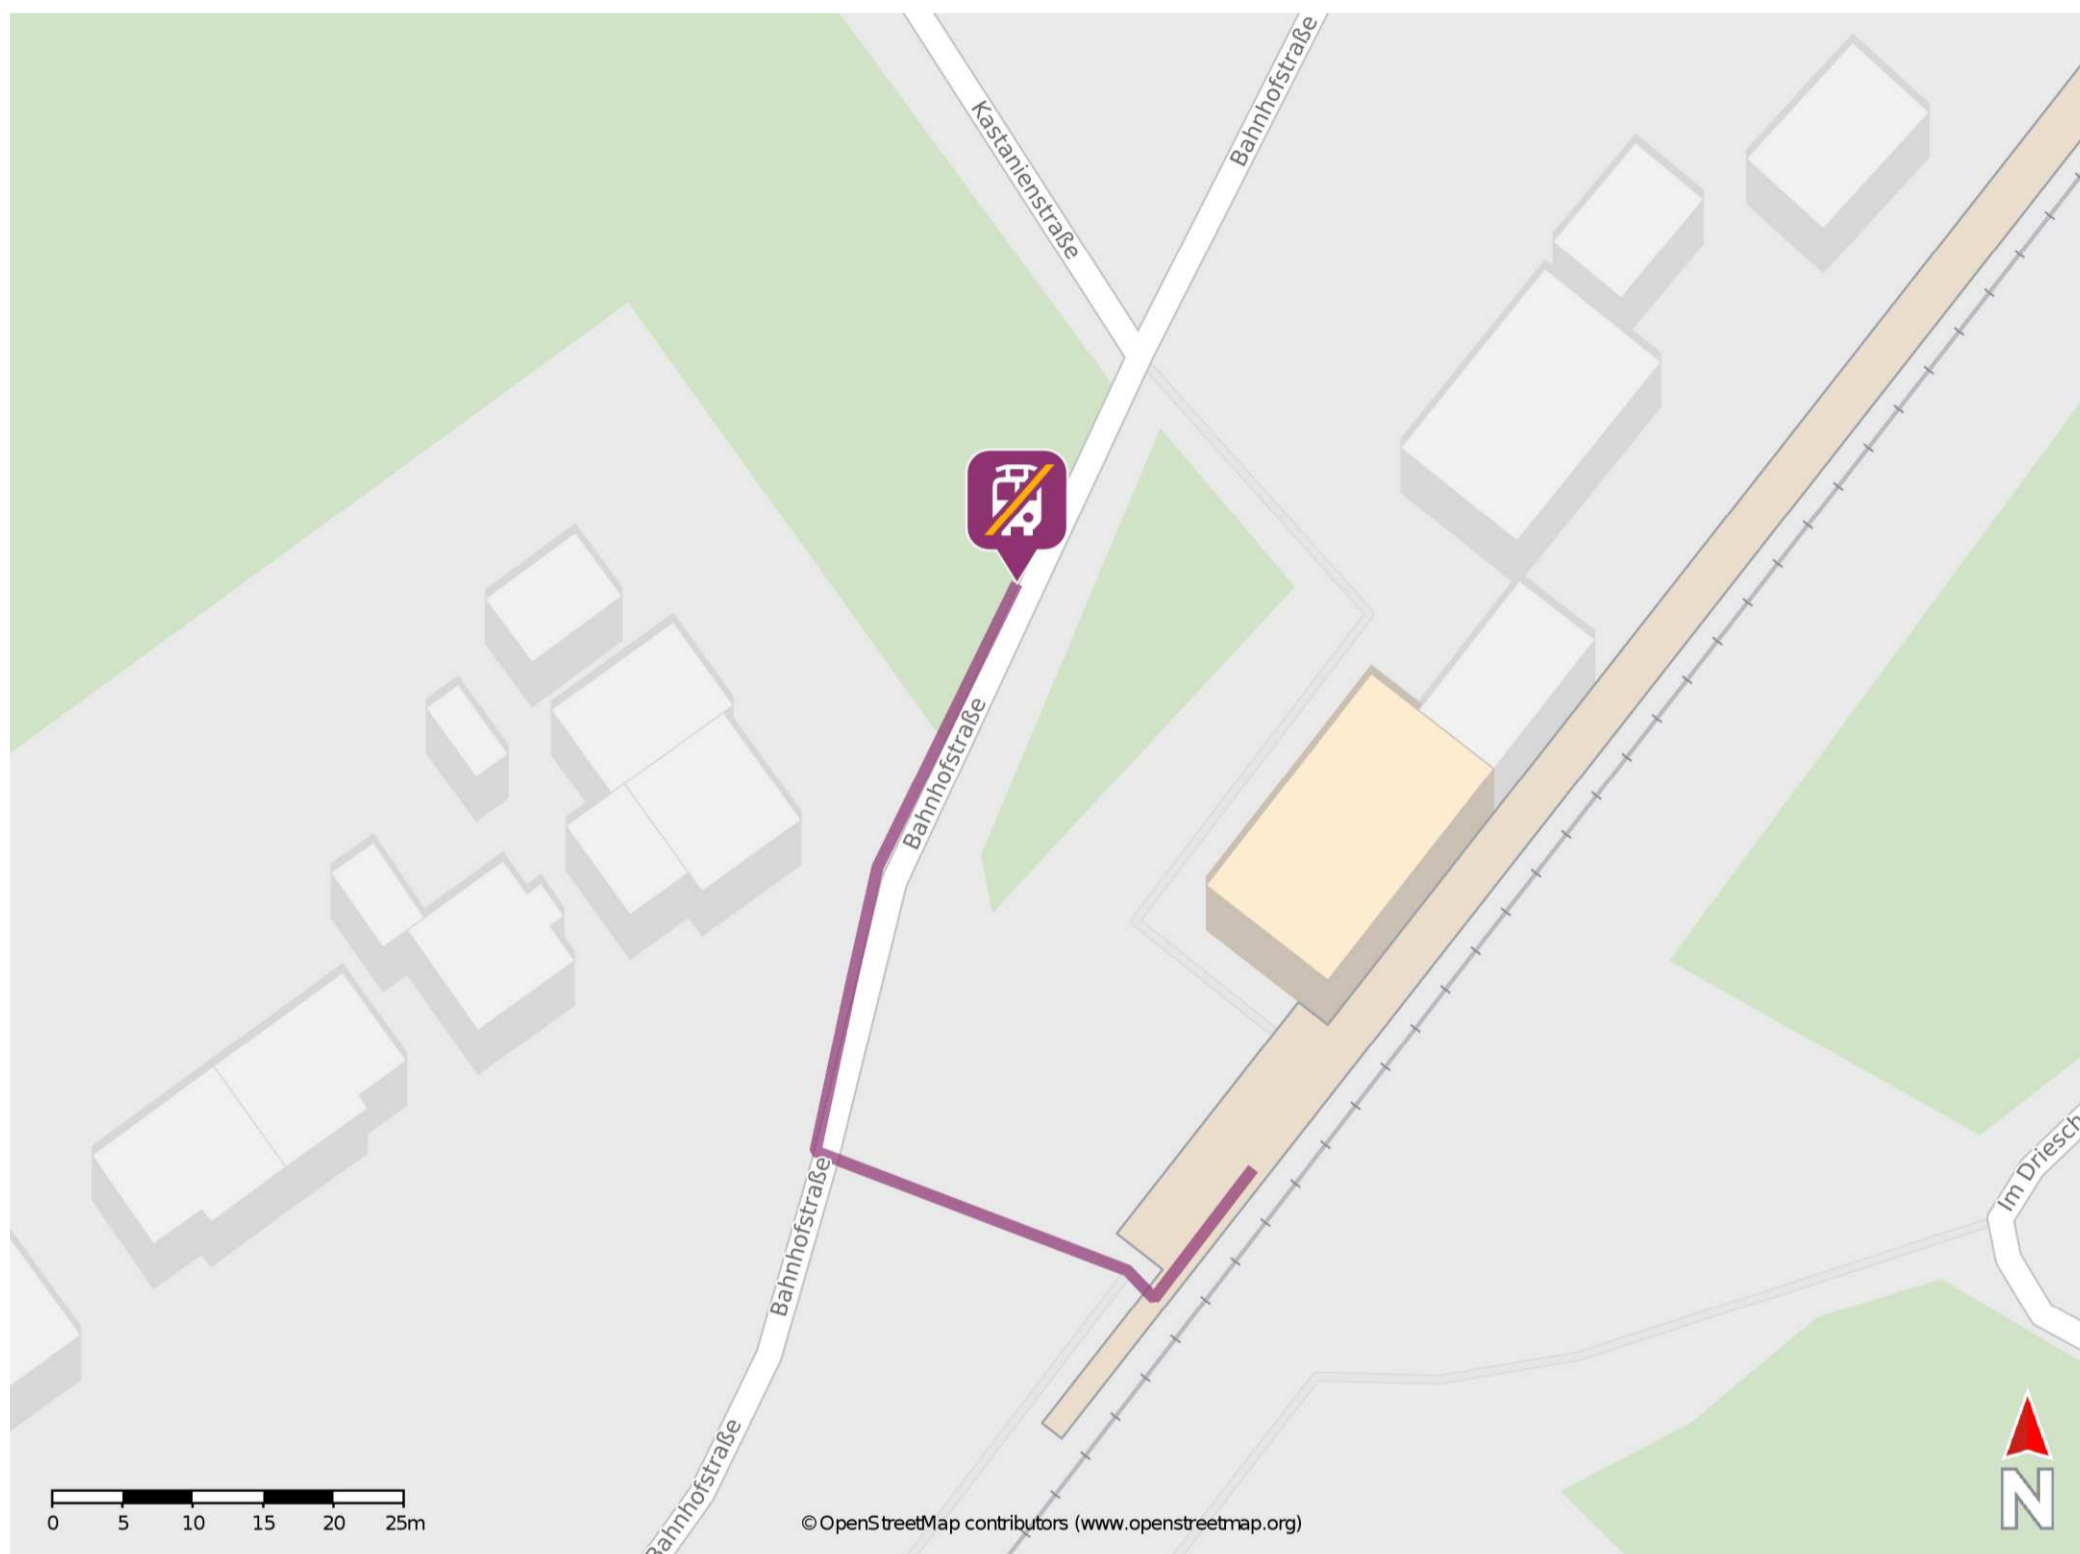 Bahnhofstraße
Kastanienstraße
Bahnhofstraße
Im Driesch
Bahnhofstraße
Bahnhofstraße
N
0 5 10 15 20 25m
© OpenStreetMap contributors (www.openstreetmap.org)